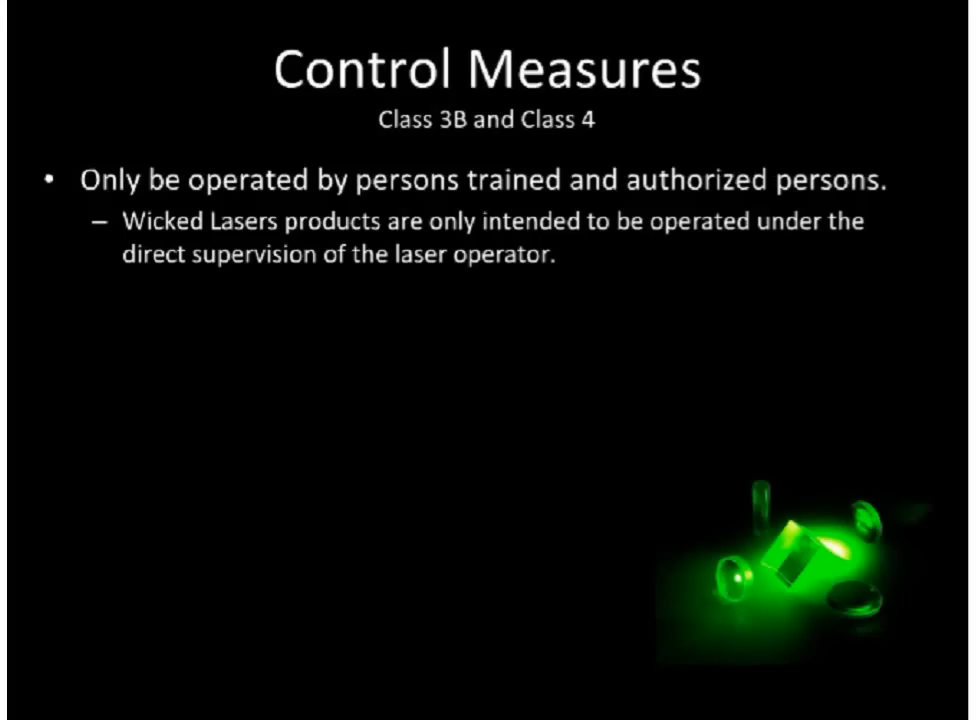 Control Measures
Class 3B and Class 4
• Only be operated by persons trained and authorized persons.
– Wicked Lasers products are only intended to be operated under the
direct supervision of the laser operator.